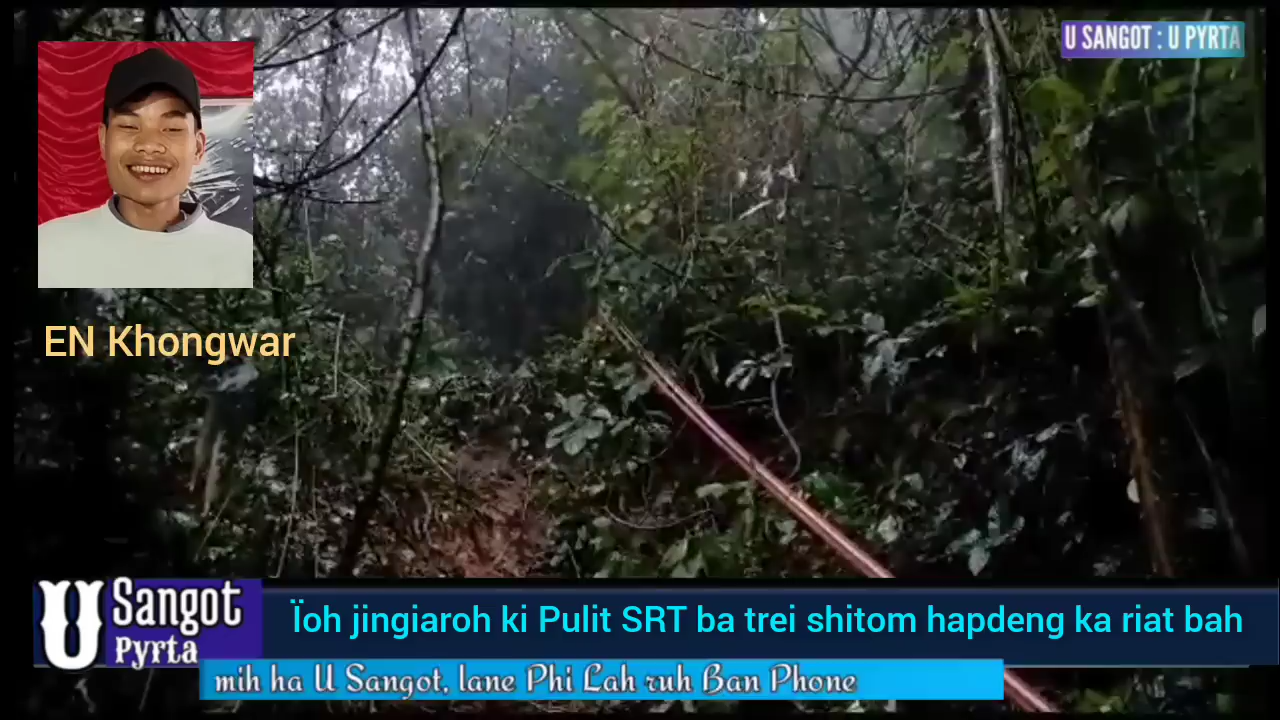 U SANGOT : U PYRTA
EN Khongwar
U Sangot Pyrta
Ïoh jingiaroh ki Pulit SRT ba trei shitom hapdeng ka riat bah
mih ha U Sangot, lane Phi Lah ruh Ban Phone